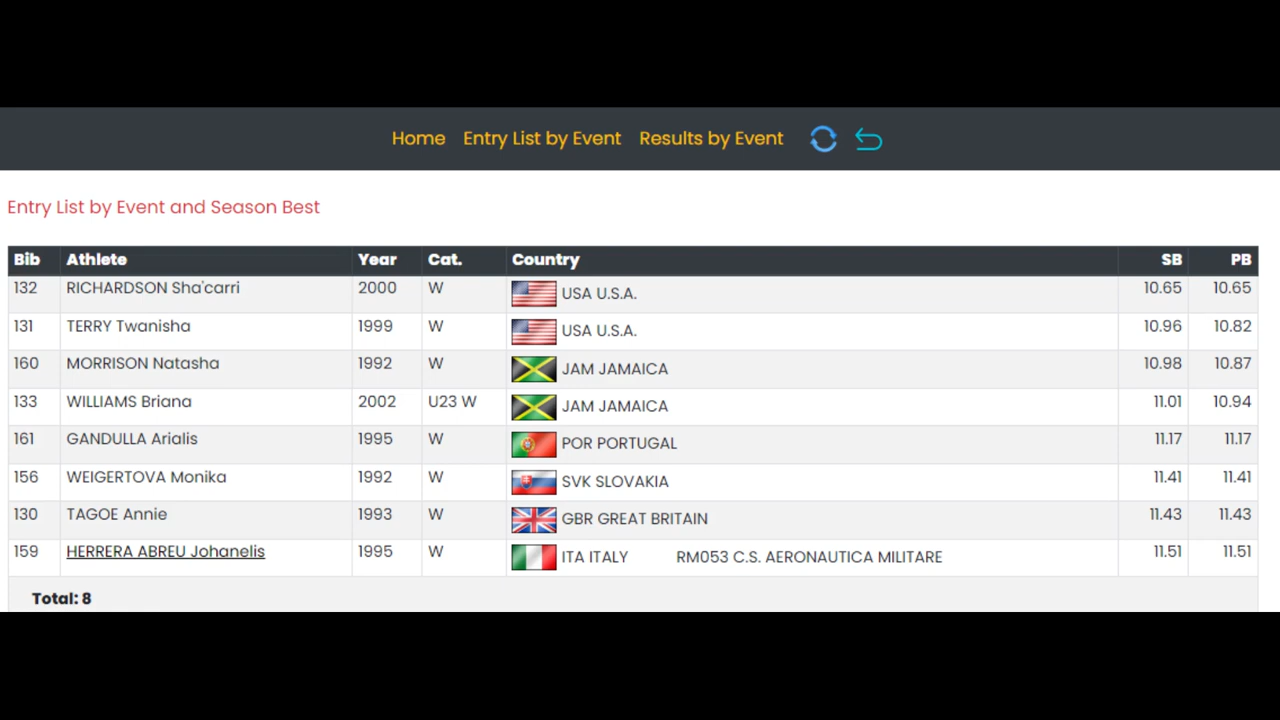 Home Entry List by Event Results by Event
Entry List by Event and Season Best
Bib Athlete Year Cat. Country SB PB
132 RICHARDSON Sha'carri 2000 W USA U.S.A. 10.65 10.65
131 TERRY Twanisha 1999 W USA U.S.A. 10.96 10.82
160 MORRISON Natasha 1992 W JAM JAMAICA 10.98 10.87
133 WILLIAMS Briana 2002 U23 W JAM JAMAICA 11.01 10.94
161 GANDULLA Arialis 1995 W POR PORTUGAL 11.17 11.17
156 WEIGERTOVA Monika 1992 W SVK SLOVAKIA 11.41 11.41
130 TAGOE Annie 1993 W GBR GREAT BRITAIN 11.43 11.43
159 HERRERA ABREU Johanelis 1995 W ITA ITALY RM053 C.S. AERONAUTICA MILITARE 11.51 11.51
Total: 8